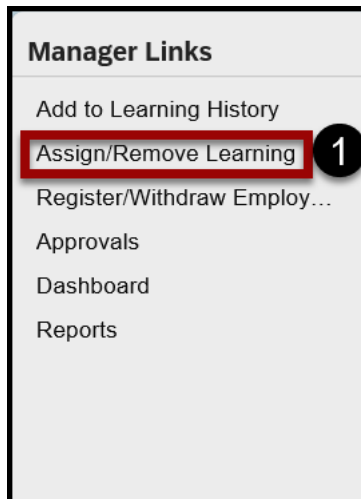 Manager Links
Add to Learning History
Assign/Remove Learning 1
Register/Withdraw Employ…
Approvals
Dashboard
Reports